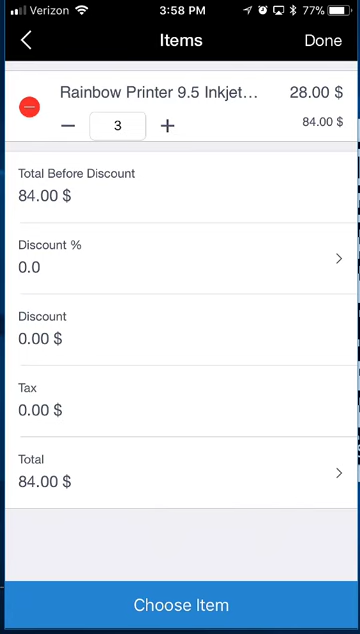 Verizon 3:58 PM 77%
Items Done
Rainbow Printer 9.5 Inkjet... 28.00 $
3 84.00 $
Total Before Discount
84.00 $
Discount %
0.0
Discount
0.00 $
Tax
0.00 $
Total
84.00 $
Choose Item